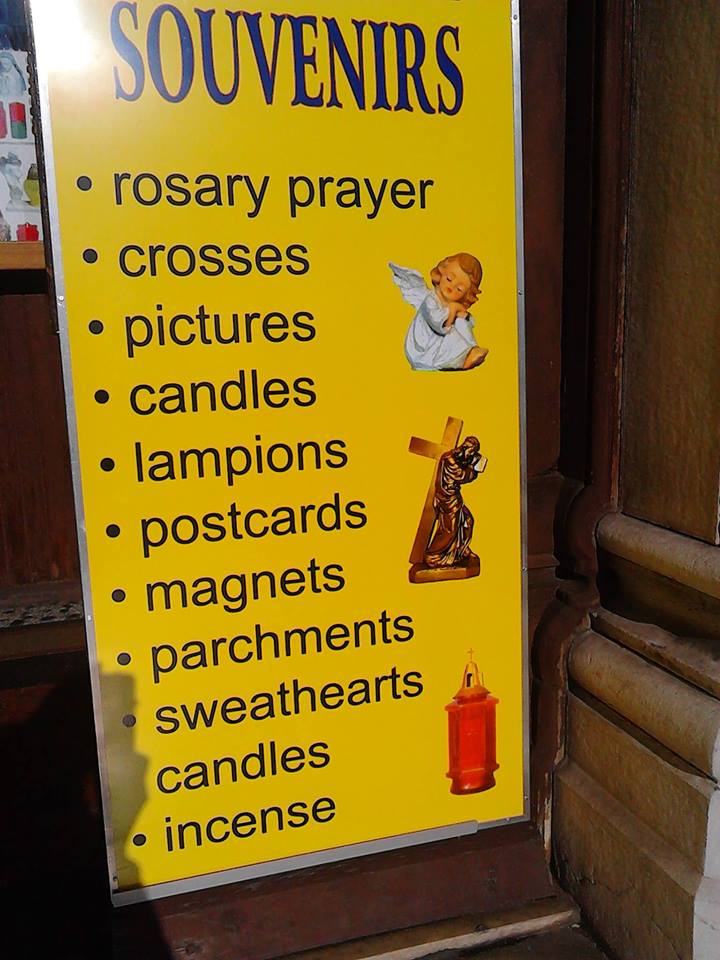 SOUVENIRS
• rosary prayer
• crosses
• pictures
• candles
• lampions
• postcards
• magnets
• parchments
• sweathearts
candles
• incense